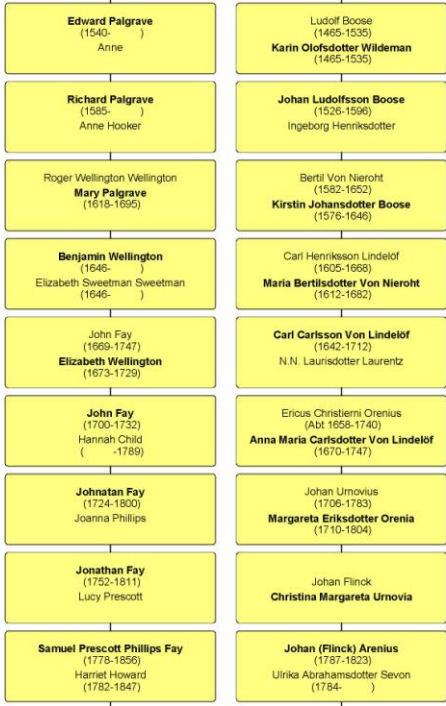 Edward Palgrave
(1540- )
Anne
Richard Palgrave
(1585- )
Anne Hooker
Roger Wellington Wellington
Mary Palgrave
(1618-1695)
Benjamin Wellington
(1646- )
Elizabeth Sweetman Sweetman
(1646- )
John Fay
(1669-1747)
Elizabeth Wellington
(1673-1729)
John Fay
(1700-1732)
Hannah Child
( -1789)
Johnatan Fay
(1724-1800)
Joanna Phillips
Jonathan Fay
(1752-1811)
Lucy Prescott
Samuel Prescott Phillips Fay
(1778-1856)
Harriet Howard
(1782-1847)
Ludolf Boose
(1465-1535)
Karin Olofsdotter Wildeman
(1465-1535)
Johan Ludolfsson Boose
(1526-1596)
Ingeborg Henriksdotter
Bertil Von Nieroht
(1582-1652)
Kirstin Johansdotter Boose
(1576-1646)
Carl Henriksson Lindelöf
(1605-1668)
Maria Bertilsdotter Von Nieroht
(1612-1682)
Carl Carlsson Von Lindelöf
(1642-1712)
N.N. Laurisdotter Laurentz
Ericus Christierni Orenius
(Abt 1658-1740)
Anna Maria Carlsdotter Von Lindelöf
(1670-1747)
Johan Urnovius
(1706-1783)
Margareta Eriksdotter Orenia
(1710-1804)
Johan Flinck
Christina Margareta Urnovia
Johan (Flinck) Arenius
(1787-1823)
Ulrika Abrahamsdotter Sevon
(1784- )